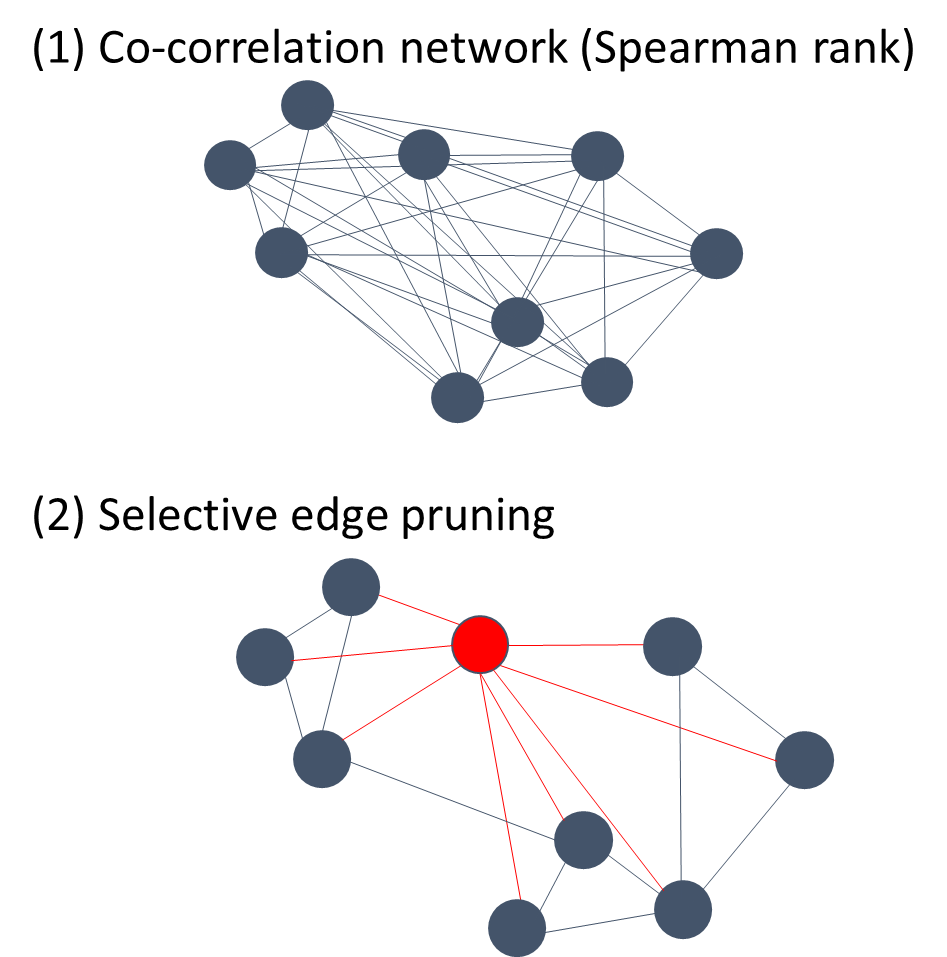 (1) Co-correlation network (Spearman rank)
(2) Selective edge pruning